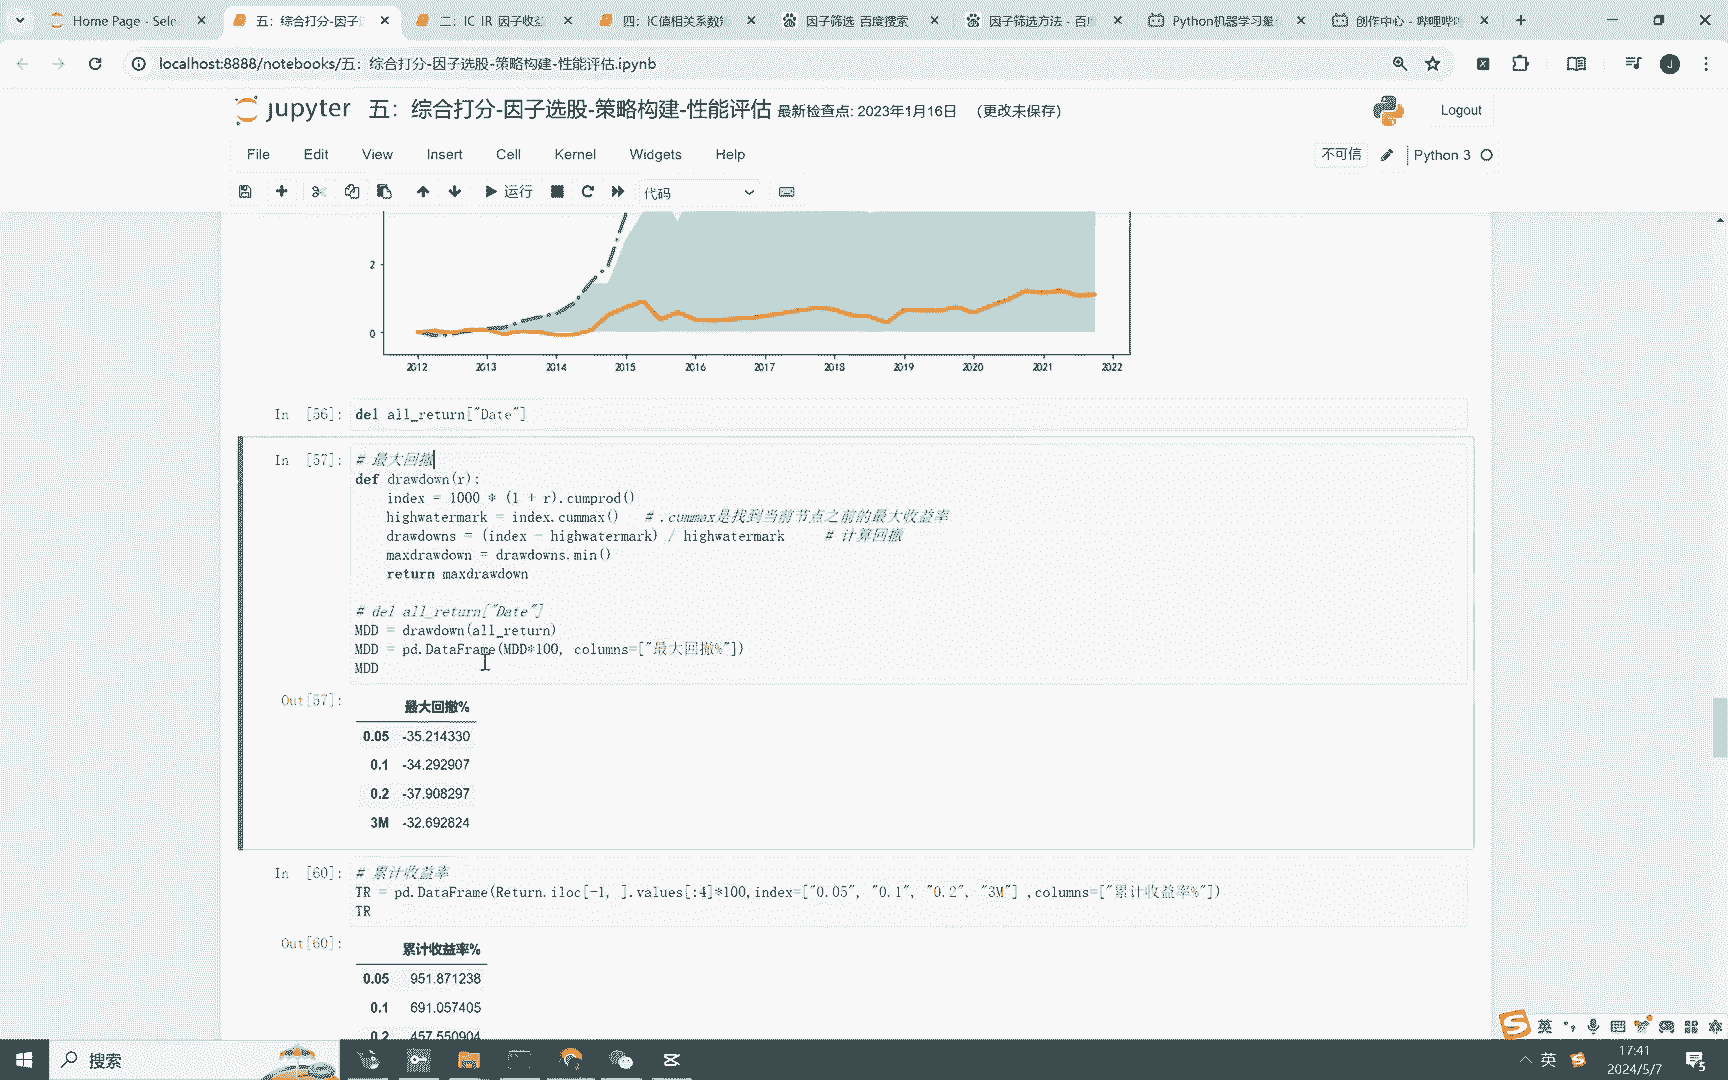 Home Page - Sele
五：综合打分-因子
二：IC IR 因子收益
四：IC值相关系数
因子筛选_百度搜索
因子筛选方法 - 百
Python机器学习量
创作中心 - 哔哩哔
localhost:8888/notebooks/五：综合打分-因子选股-策略构建-性能评估.ipynb
J
jupyter 五：综合打分-因子选股-策略构建-性能评估 最新检查点: 2023年1月16日 （更改未保存）
Logout
File Edit View Insert Cell Kernel Widgets Help
不可信 Python 3
运行 代码
2
0
2012 2013 2014 2015 2016 2017 2018 2019 2020 2021 2022
In [56]: del all_return["Date"]
In [57]: # 最大回撤
def drawdown(r):
index = 1000 * (1 + r).cumprod()
highwatermark = index.cummax() # .cummax是找到当前节点之前的最大收益率
drawdowns = (index - highwatermark) / highwatermark # 计算回撤
maxdrawdown = drawdowns.min()
return maxdrawdown
# del all_return["Date"]
MDD = drawdown(all_return)
MDD = pd.DataFrame(MDD*100, columns=["最大回撤%"])
MDD
Out[57]:
最大回撤%
0.05 -35.214330
0.1 -34.292907
0.2 -37.908297
3M -32.692824
In [60]: # 累计收益率
TR = pd.DataFrame(Return.iloc[-1, ].values[:4]*100,index=["0.05", "0.1", "0.2", "3M"] ,columns=["累计收益率%"])
TR
Out[60]:
累计收益率%
0.05 951.871238
0.1 691.057405
0.2 457.550904
搜索
S 英
英
17:41
2024/5/7
5